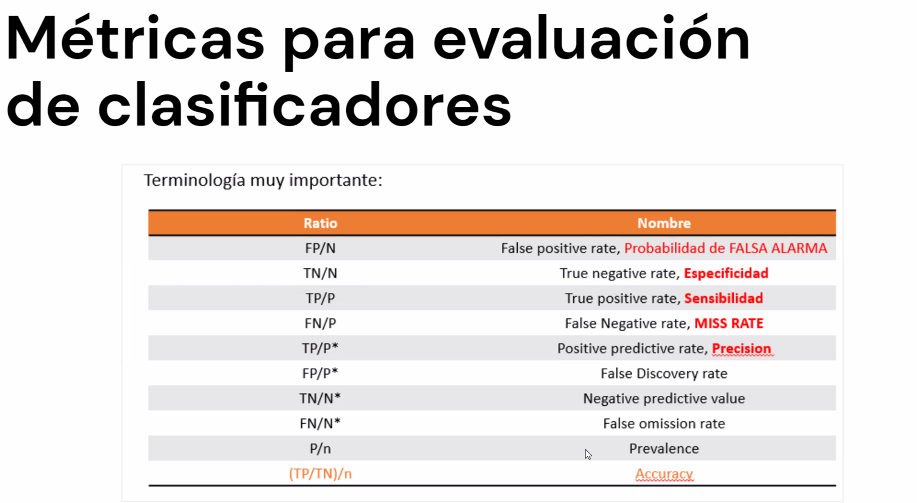 Métricas para evaluación
de clasificadores
Terminología muy importante:
Ratio Nombre
FP/N False positive rate, Probabilidad de FALSA ALARMA
TN/N True negative rate, Especificidad
TP/P True positive rate, Sensibilidad
FN/P False Negative rate, MISS RATE
TP/P* Positive predictive rate, Precision
FP/P* False Discovery rate
TN/N* Negative predictive value
FN/N* False omission rate
P/n Prevalence
(TP/TN)/n Accuracy